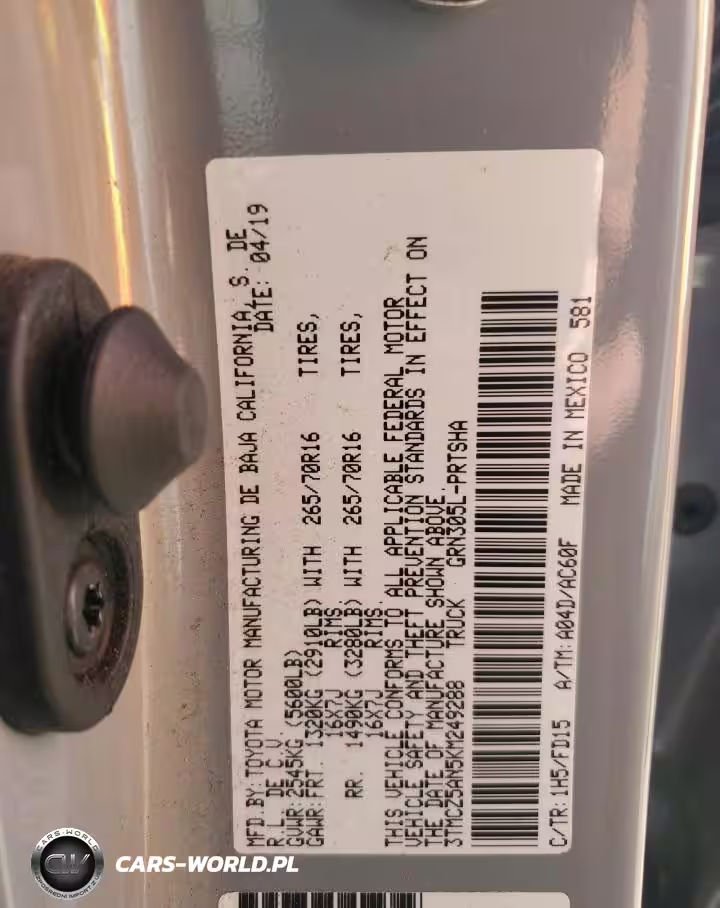 MFD.BY:TOYOTA MOTOR MANUFACTURING DE BAJA CALIFORNIA, S. DE
R.L. DE C.V. DATE: 04/19
GVWR:2545KG (5600LB)
GAWR:FRT. 1320KG (2910LB) WITH 265/70R16 TIRES,
16X7J RIMS,
RR. 1490KG (3280LB) WITH 265/70R16 TIRES,
16X7J RIMS
THIS VEHICLE CONFORMS TO ALL APPLICABLE FEDERAL MOTOR
VEHICLE SAFETY AND THEFT PREVENTION STANDARDS IN EFFECT ON
THE DATE OF MANUFACTURE SHOWN ABOVE.
3TMCZ5AN5KM249288 TRUCK GRN305L-PRTSHA
C/TR:1H5/FD15 A/TM:A04D/AC60F MADE IN MEXICO 581
CARS-WORLD
CW
CARS-WORLD.PL